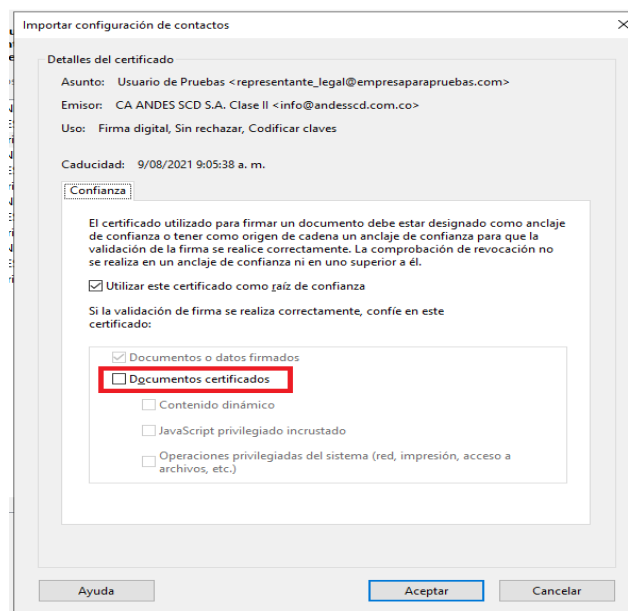 Importar configuración de contactos
Detalles del certificado
Asunto: Usuario de Pruebas <representante_legal@empresaparapruebas.com>
Emisor: CA ANDES SCD S.A. Clase II <info@andesscd.com.co>
Uso: Firma digital, Sin rechazar, Codificar claves
Caducidad: 9/08/2021 9:05:38 a. m.
Confianza
El certificado utilizado para firmar un documento debe estar designado como anclaje
de confianza o tener como origen de cadena un anclaje de confianza para que la
validación de la firma se realice correctamente. La comprobación de revocación no
se realiza en un anclaje de confianza ni en uno superior a él.
Utilizar este certificado como raíz de confianza
Si la validación de firma se realiza correctamente, confíe en este
certificado:
Documentos o datos firmados
Documentos certificados
Contenido dinámico
JavaScript privilegiado incrustado
Operaciones privilegiadas del sistema (red, impresión, acceso a
archivos, etc.)
Ayuda
Aceptar
Cancelar